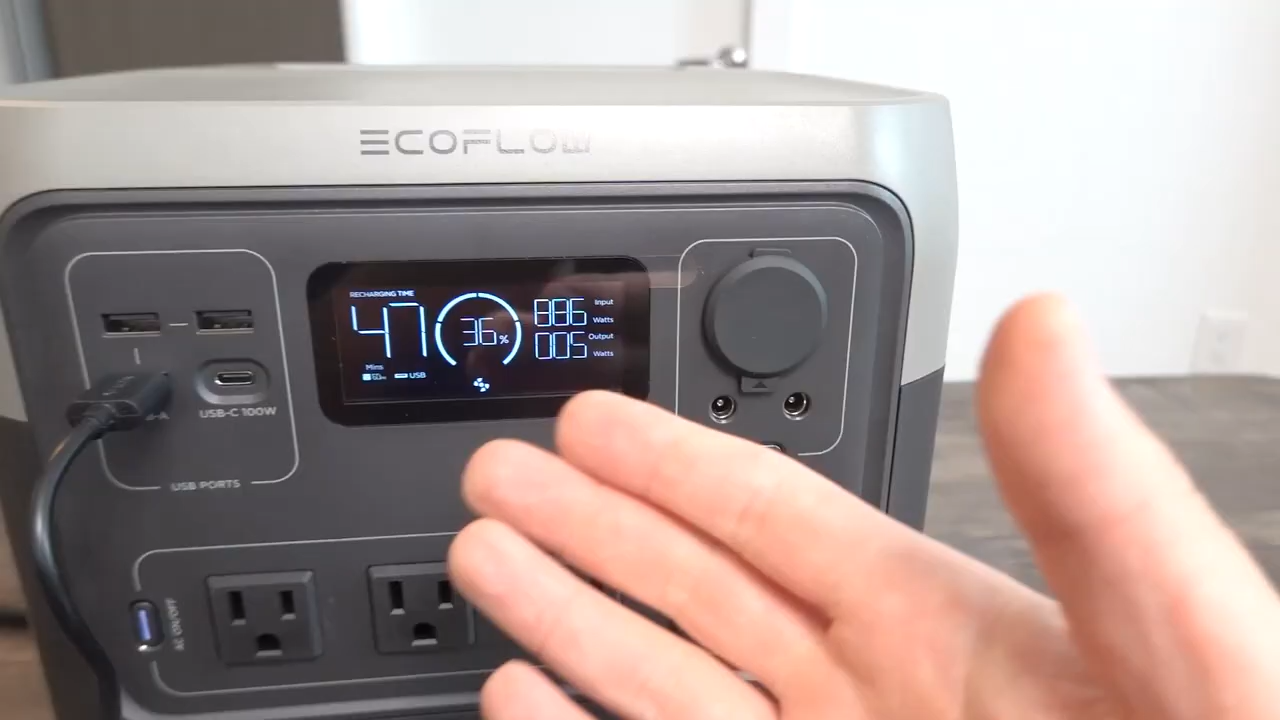 ECOFLOW
RECHARGING TIME
47
Mins
60Hz
USB
36%
886 Input
Watts
005 Output
Watts
USB-C 100W
USB PORTS
AC ON/OFF